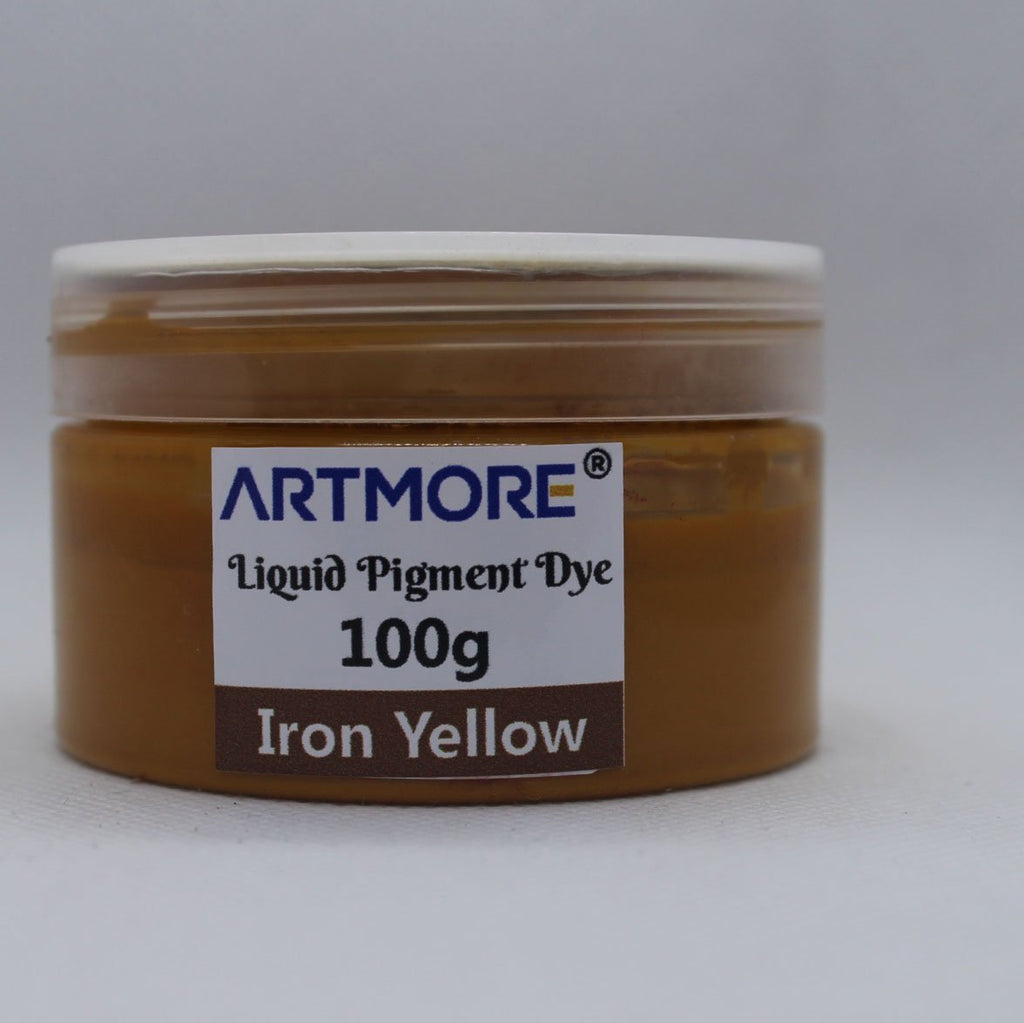 ARTMORE®
Liquid Pigment Dye
100g
Iron Yellow